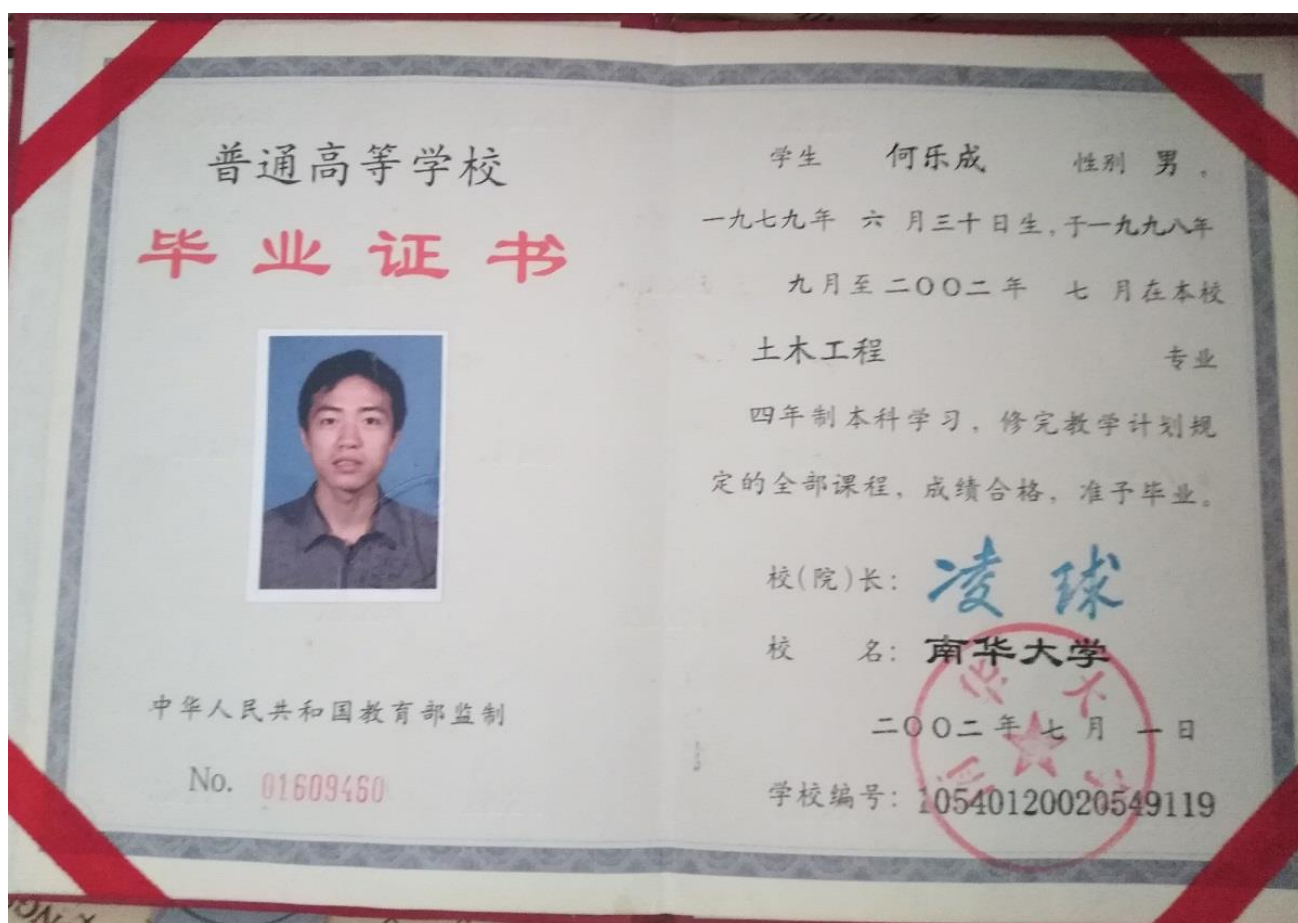 普通高等学校
毕业证书
中华人民共和国教育部监制
No. 01609460
学生 何乐成 性别 男,
一九七九年 六 月三十日生,于一九九八年
九月至二〇〇二年 七 月在本校
土木工程 专业
四年制本科学习,修完教学计划规
定的全部课程,成绩合格,准予毕业。
校(院)长: 凌球
校 名: 南华大学
二〇〇二年七月一日
学校编号: 10540120020549119